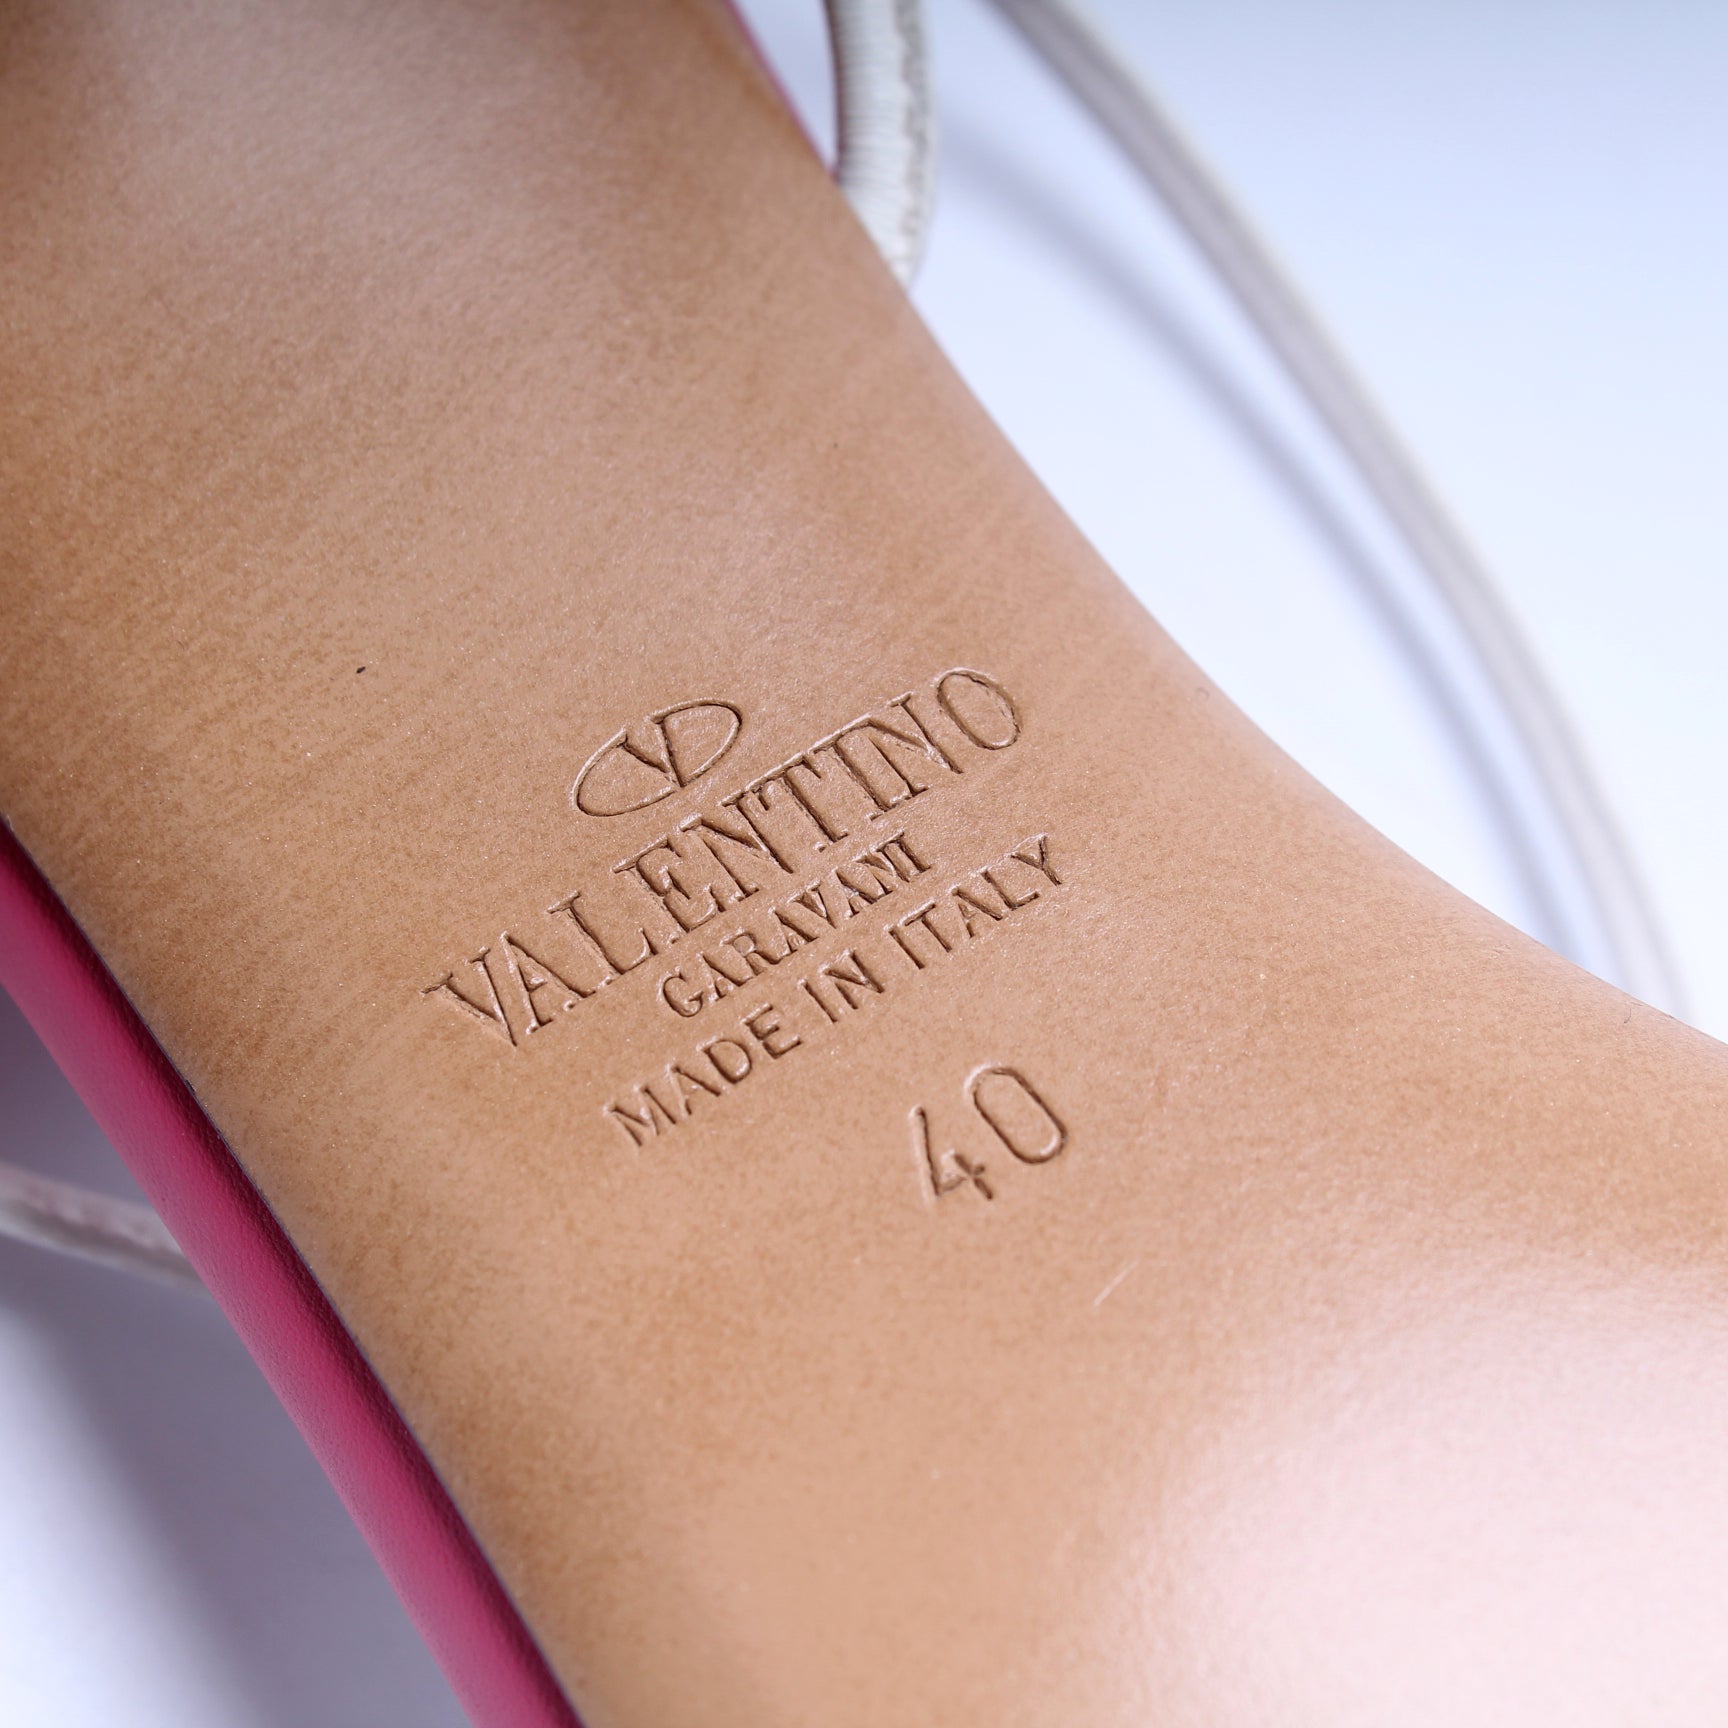 V
VALENTINO
GARAVANI
MADE IN ITALY
40